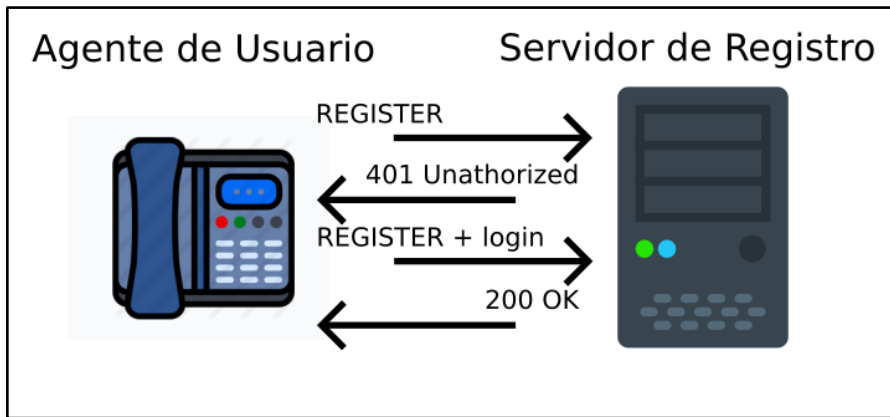 Agente de Usuario
Servidor de Registro
REGISTER
401 Unathorized
REGISTER + login
200 OK